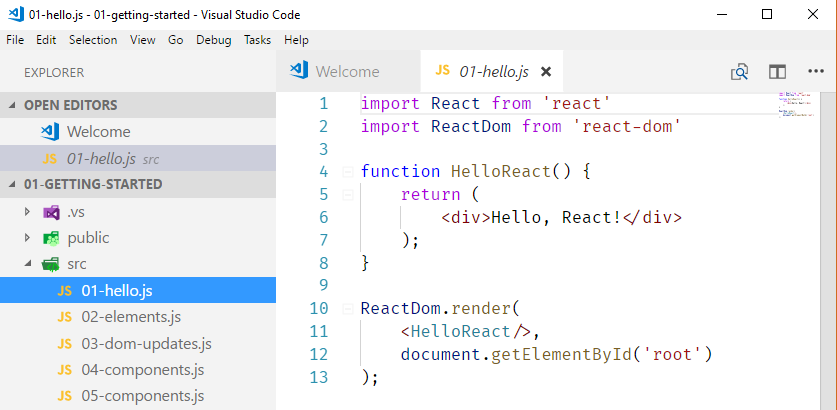 01-hello.js - 01-getting-started - Visual Studio Code
File Edit Selection View Go Debug Tasks Help
EXPLORER
OPEN EDITORS
Welcome
01-hello.js src
01-GETTING-STARTED
.vs
public
src
JS 01-hello.js
JS 02-elements.js
JS 03-dom-updates.js
JS 04-components.js
JS 05-components.js
Welcome JS 01-hello.js
1 import React from 'react'
2 import ReactDom from 'react-dom'
3
4 function HelloReact() {
5     return (
6         <div>Hello, React!</div>
7     );
8 }
9
10 ReactDom.render(
11     <HelloReact/>,
12     document.getElementById('root')
13 );